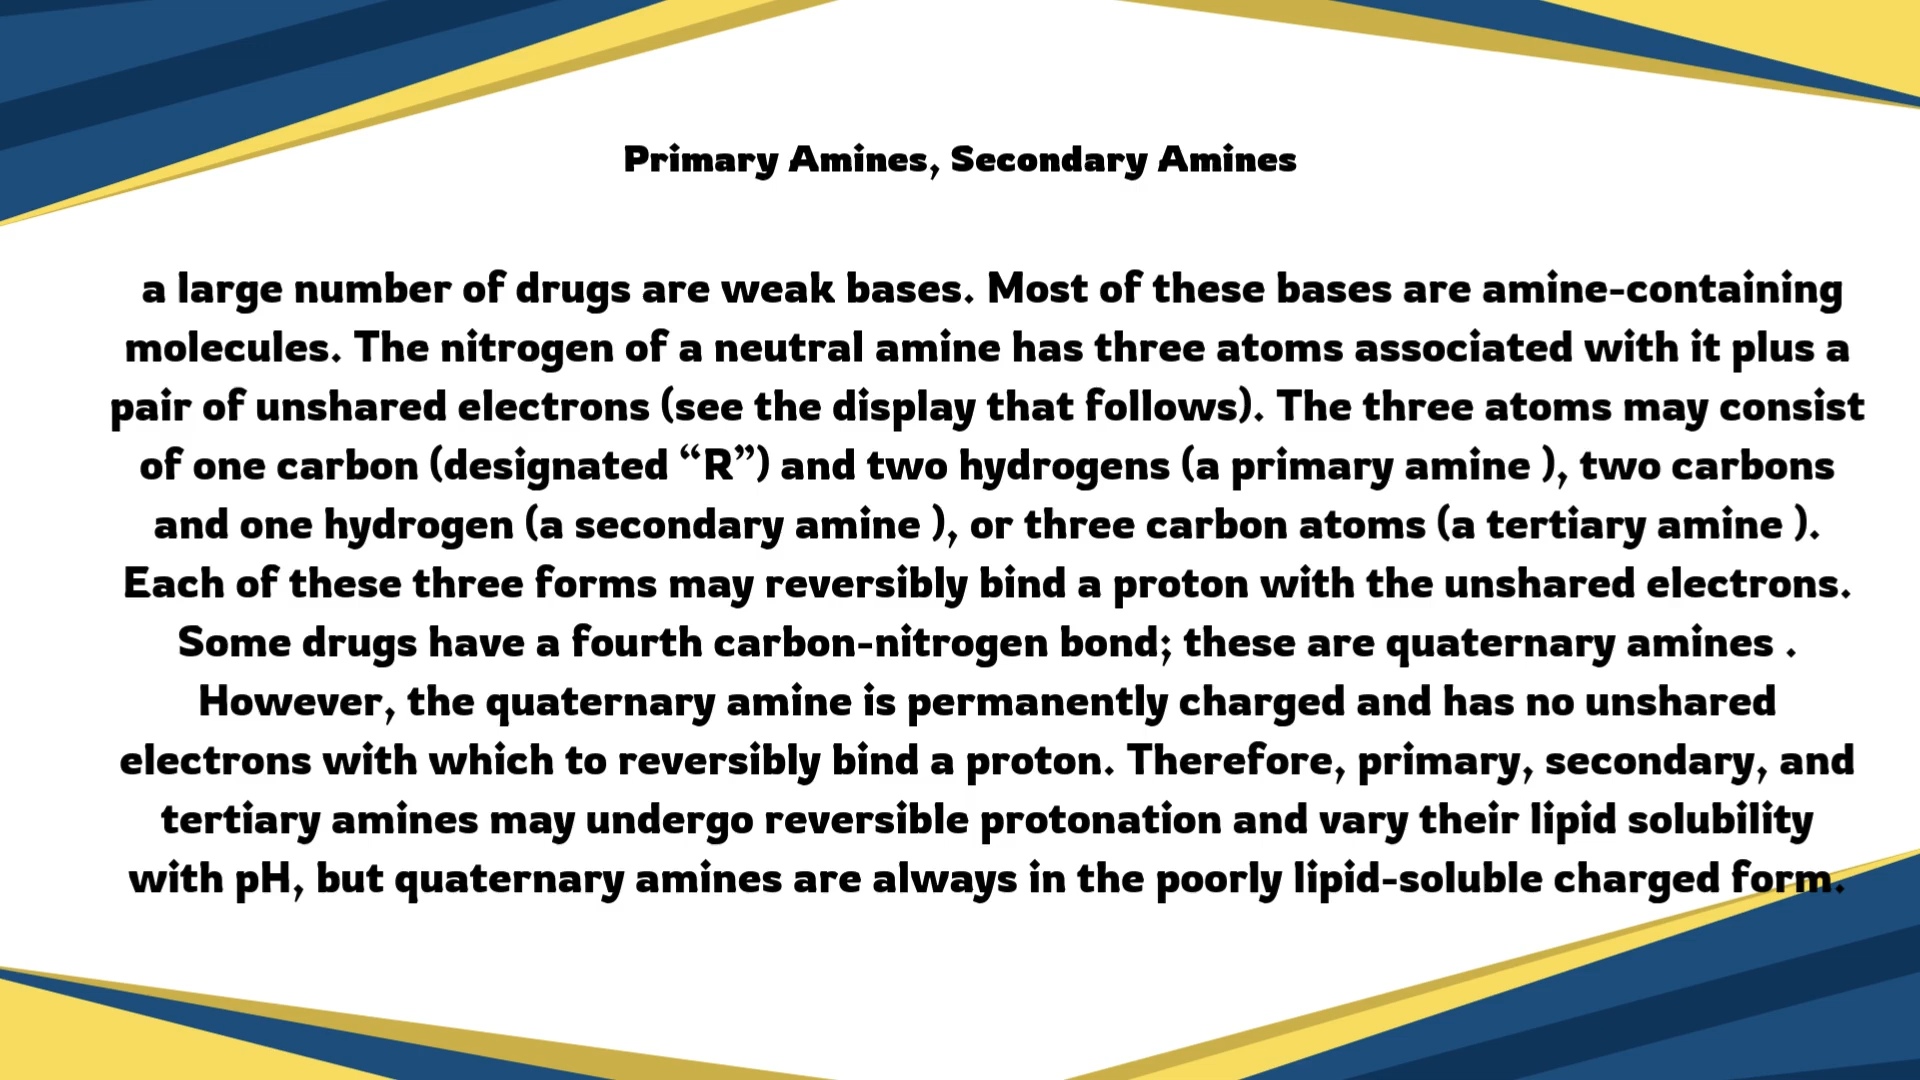 Primary Amines, Secondary Amines
a large number of drugs are weak bases. Most of these bases are amine-containing
molecules. The nitrogen of a neutral amine has three atoms associated with it plus a
pair of unshared electrons (see the display that follows). The three atoms may consist
of one carbon (designated “R”) and two hydrogens (a primary amine ), two carbons
and one hydrogen (a secondary amine ), or three carbon atoms (a tertiary amine ).
Each of these three forms may reversibly bind a proton with the unshared electrons.
Some drugs have a fourth carbon-nitrogen bond; these are quaternary amines .
However, the quaternary amine is permanently charged and has no unshared
electrons with which to reversibly bind a proton. Therefore, primary, secondary, and
tertiary amines may undergo reversible protonation and vary their lipid solubility
with pH, but quaternary amines are always in the poorly lipid-soluble charged form.